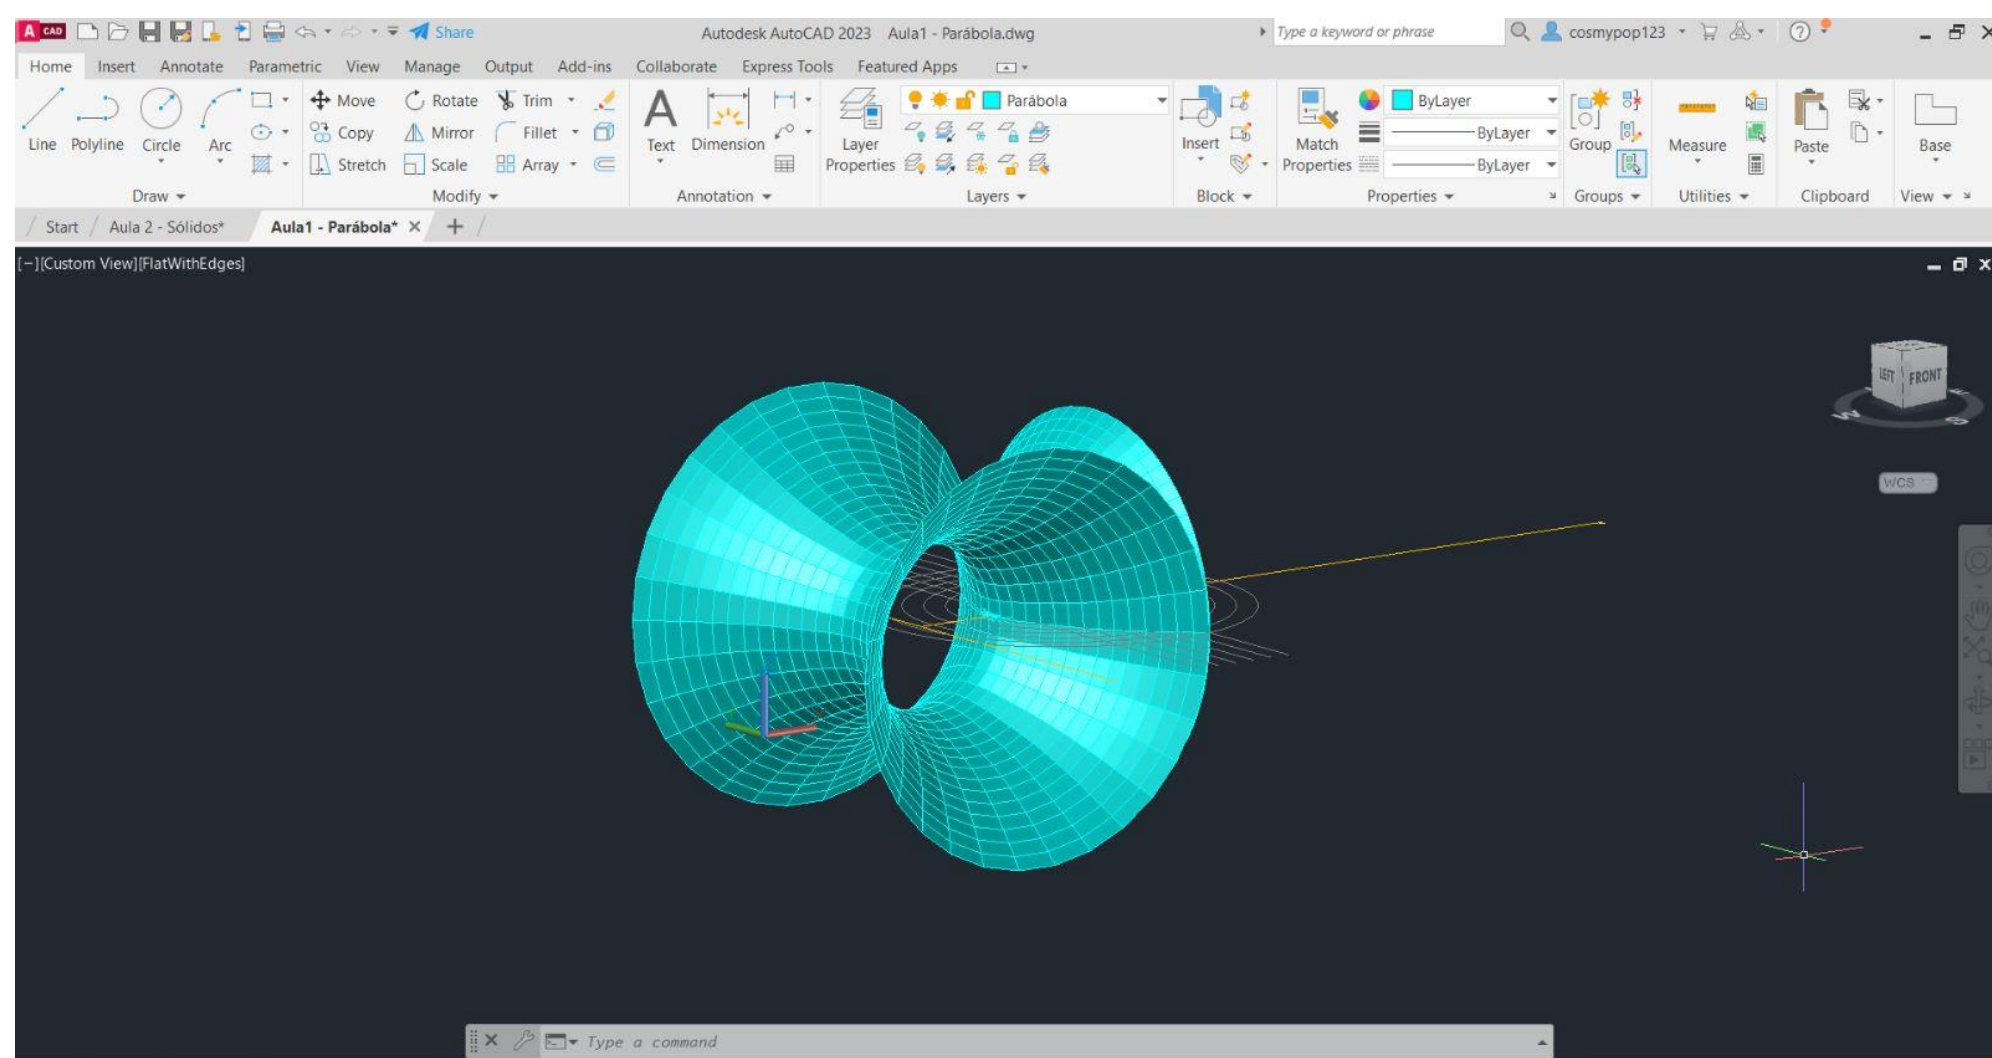 A CAD Share Autodesk AutoCAD 2023 Aula1 - Parábola.dwg Type a keyword or phrase cosmypop123
Home Insert Annotate Parametric View Manage Output Add-ins Collaborate Express Tools Featured Apps
Line Polyline Circle Arc
Move Rotate Trim
Copy Mirror Fillet
Stretch Scale Array
Text Dimension
Layer Properties
Parábola
Insert
Match Properties
ByLayer
ByLayer
ByLayer
Group
Measure
Paste
Base
Draw Modify Annotation Layers Block Properties Groups Utilities Clipboard View
Start Aula 2 - Sólidos* Aula1 - Parábola* +
[-][Custom View][FlatWithEdges]
LEFT FRONT
W S E
WCS
Type a command